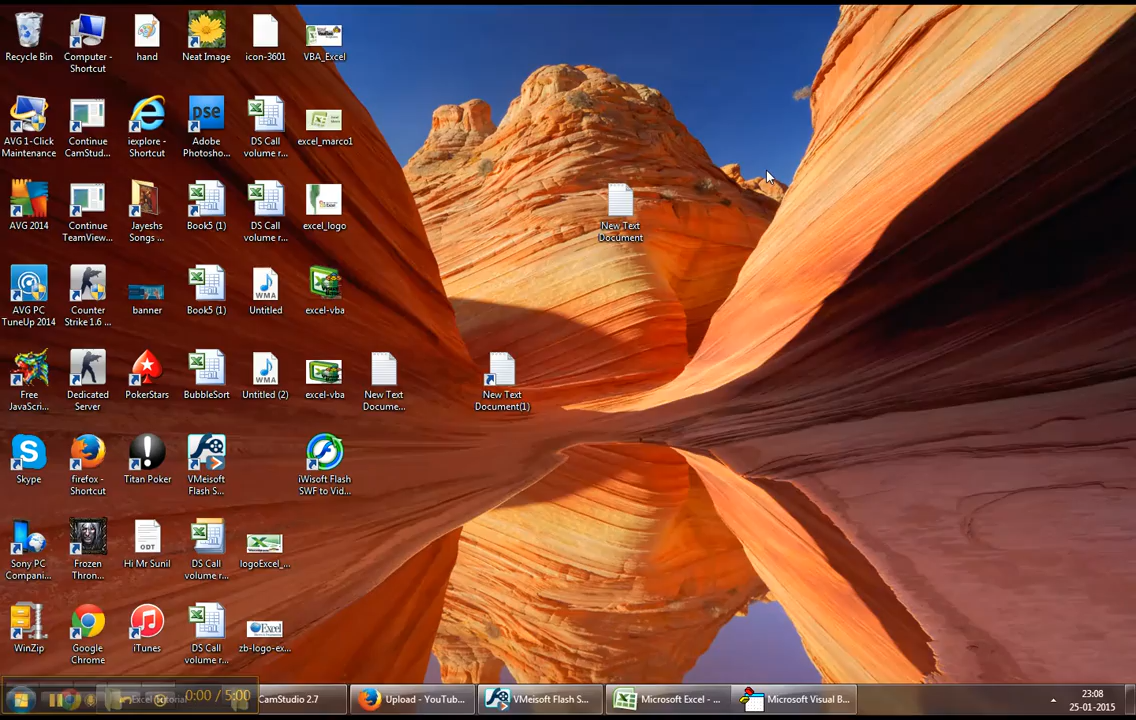 Recycle Bin
Computer -
Shortcut
hand
Neat Image
icon-3601
VBA_Excel
AVG 1-Click
Maintenance
Continue
CamStud...
iexplore -
Shortcut
Adobe
Photosho...
DS Call
volume r...
excel_marco1
AVG 2014
Continue
TeamView...
Jayeshs
Songs ...
Book5 (1)
DS Call
volume r...
excel_logo
New Text
Document
AVG PC
TuneUp 2014
Counter
Strike 1.6 ...
banner
Book5 (1)
Untitled
excel-vba
Free
JavaScri...
Dedicated
Server
PokerStars
BubbleSort
Untitled (2)
excel-vba
New Text
Docume...
New Text
Document(1)
Skype
firefox -
Shortcut
Titan Poker
VMeisoft
Flash S...
iWisoft Flash
SWF to Vid...
Sony PC
Compani...
Frozen
Thron...
ODT
Hi Mr Sunil
DS Call
volume r...
logoExcel_...
WinZip
Google
Chrome
iTunes
DS Call
volume r...
zb-logo-ex...
0:00 / 5:00
CamStudio 2.7
Upload - YouTub...
VMeisoft Flash S...
Microsoft Excel - ...
Microsoft Visual B...
23:08
25-01-2015